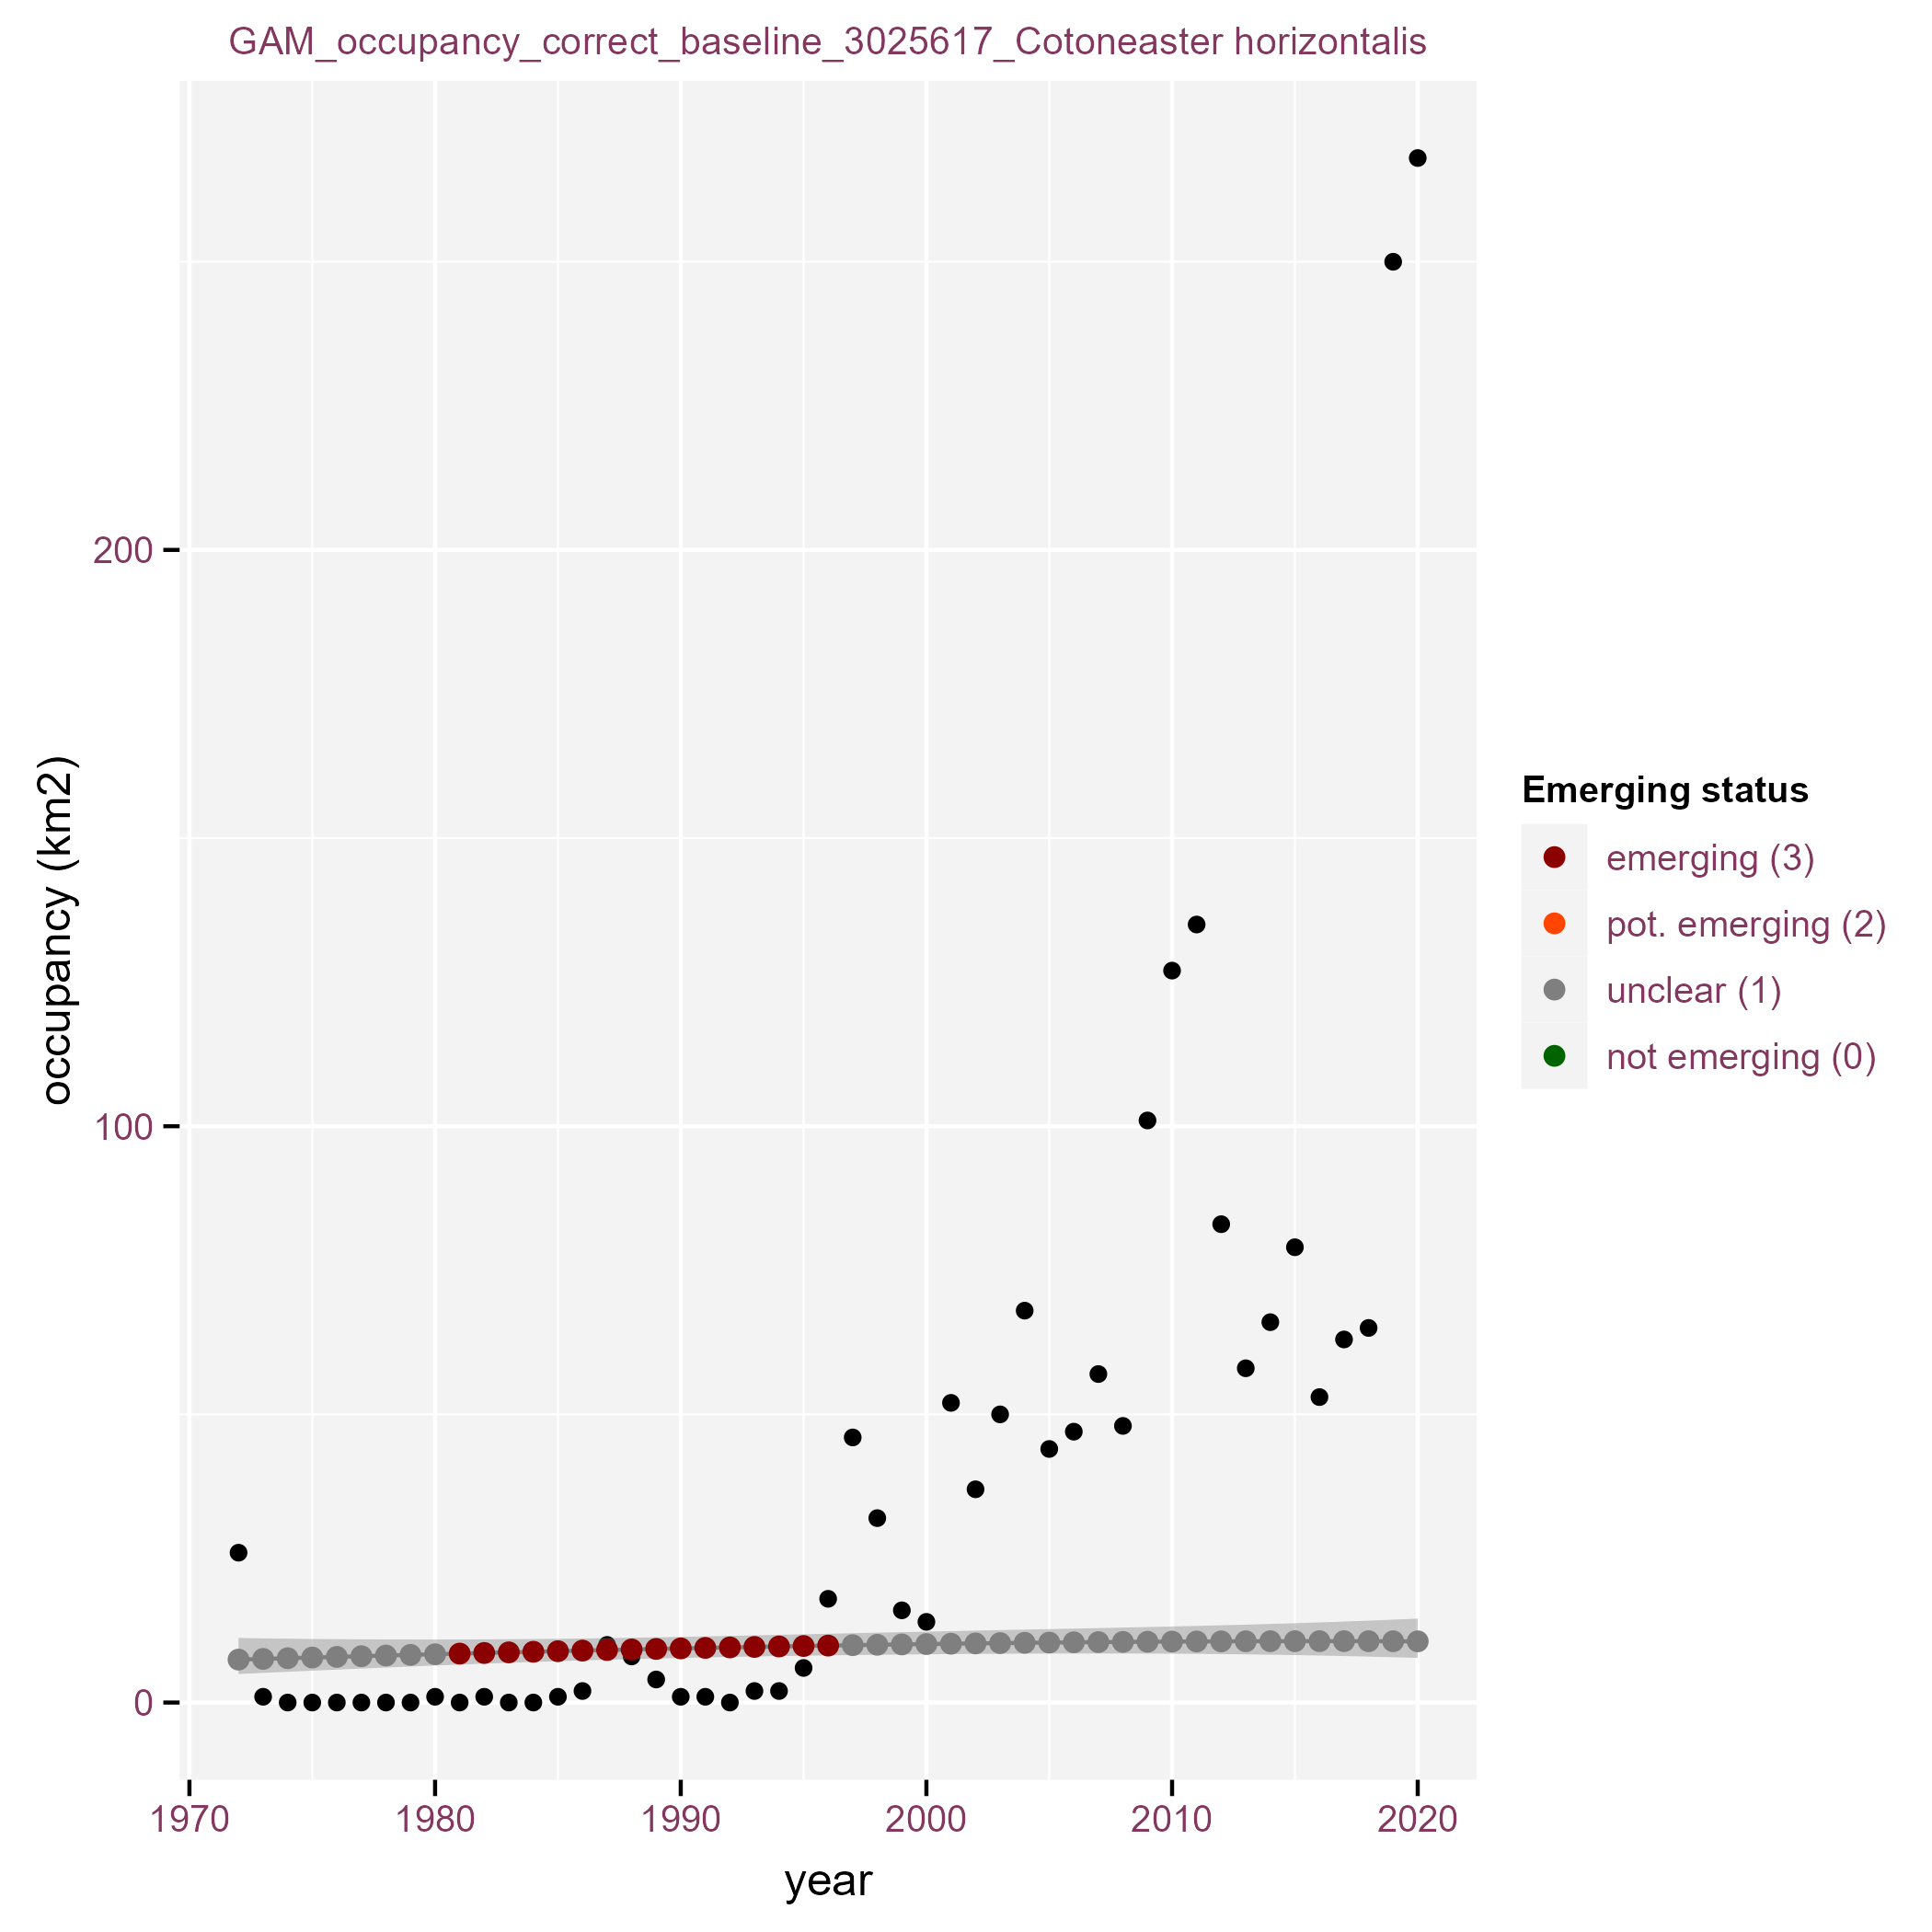 GAM_occupancy_correct_baseline_3025617_Cotoneaster horizontalis
occupancy (km2)
200
100
0
1970 1980 1990 2000 2010 2020
year
Emerging status
emerging (3)
pot. emerging (2)
unclear (1)
not emerging (0)